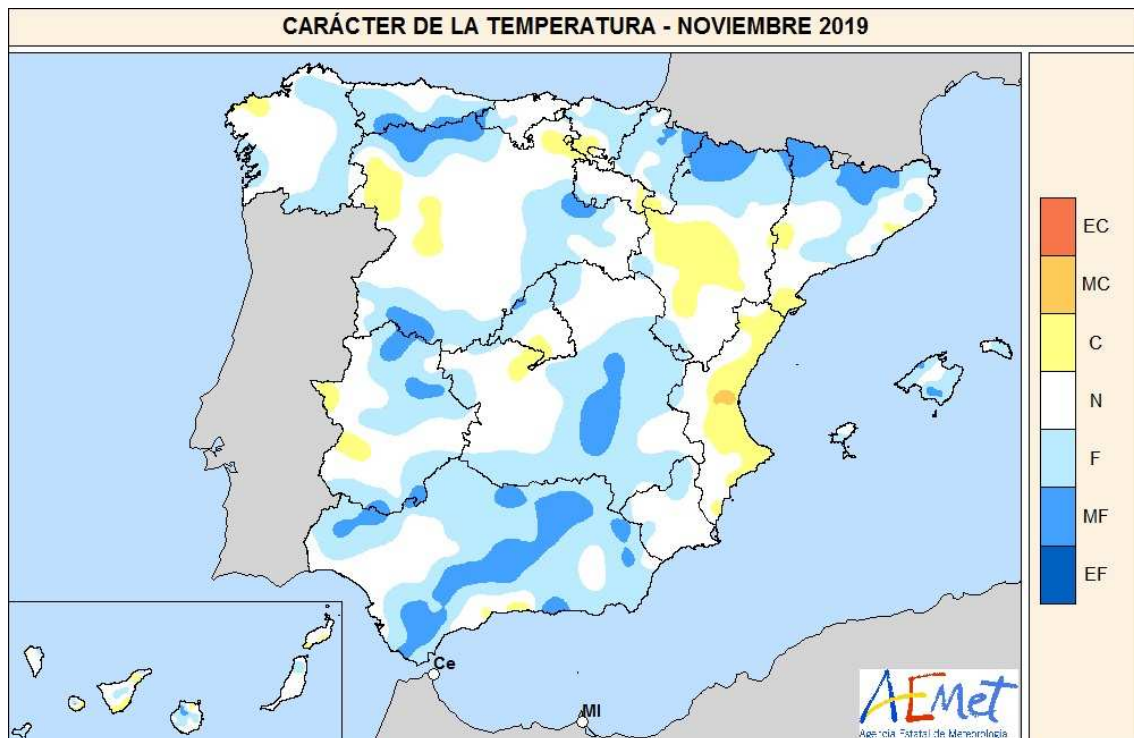 CARÁCTER DE LA TEMPERATURA - NOVIEMBRE 2019
EC
MC
C
N
F
MF
EF
Ce
Ml
AEMet
Agencia Estatal de Meteorología